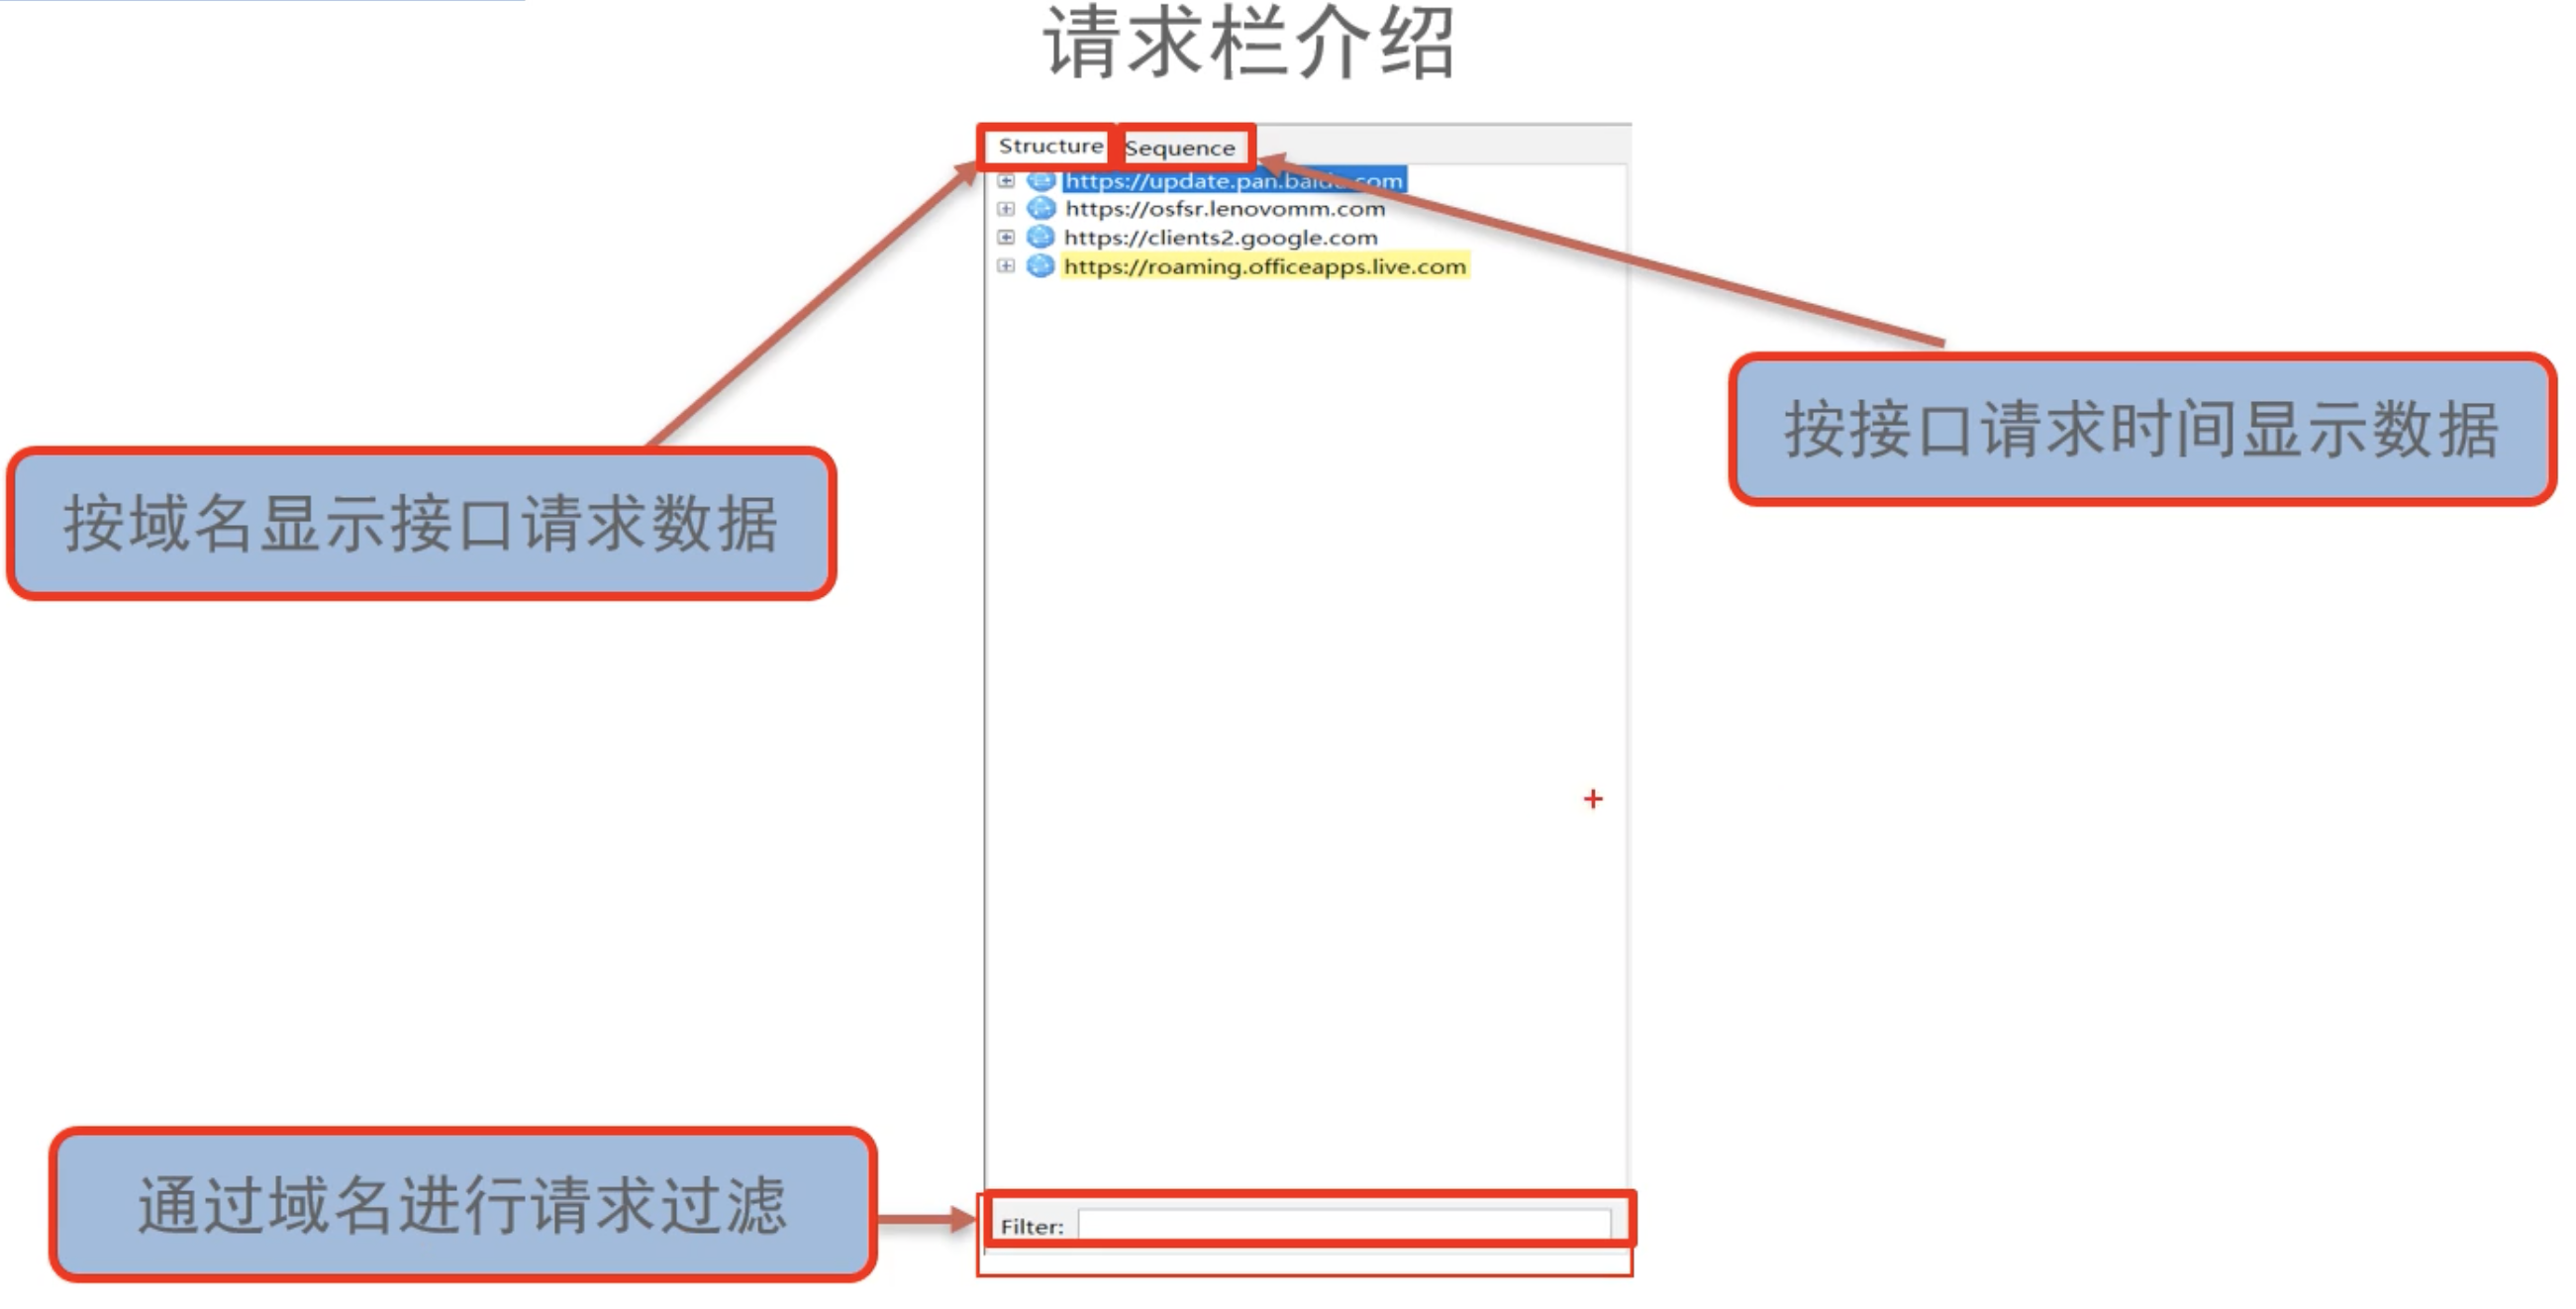 请求栏介绍
Structure Sequence
https://update.pan.baidu.com
https://osfsr.lenovomm.com
https://clients2.google.com
https://roaming.officeapps.live.com
按接口请求时间显示数据
按域名显示接口请求数据
通过域名进行请求过滤
Filter: